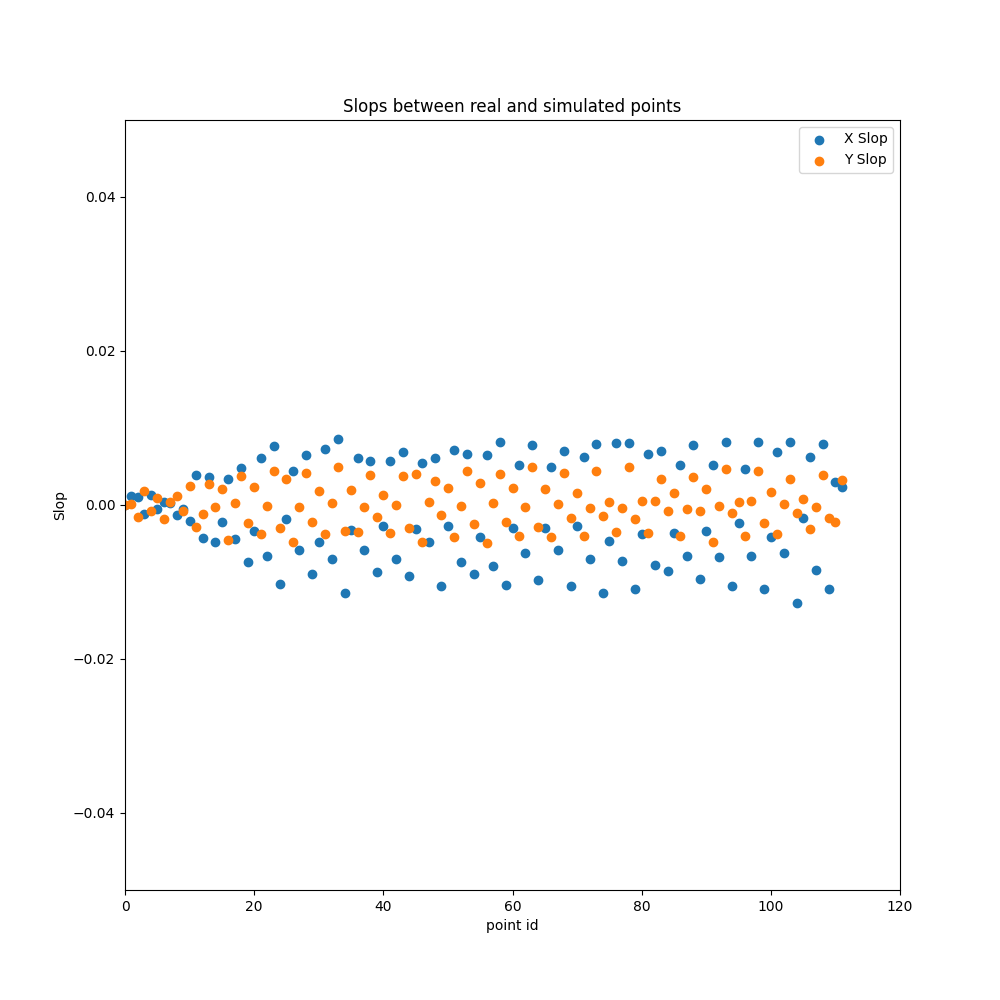 Slops between real and simulated points
X Slop
Y Slop
0.04
0.02
0.00
−0.02
−0.04
Slop
0 20 40 60 80 100 120
point id